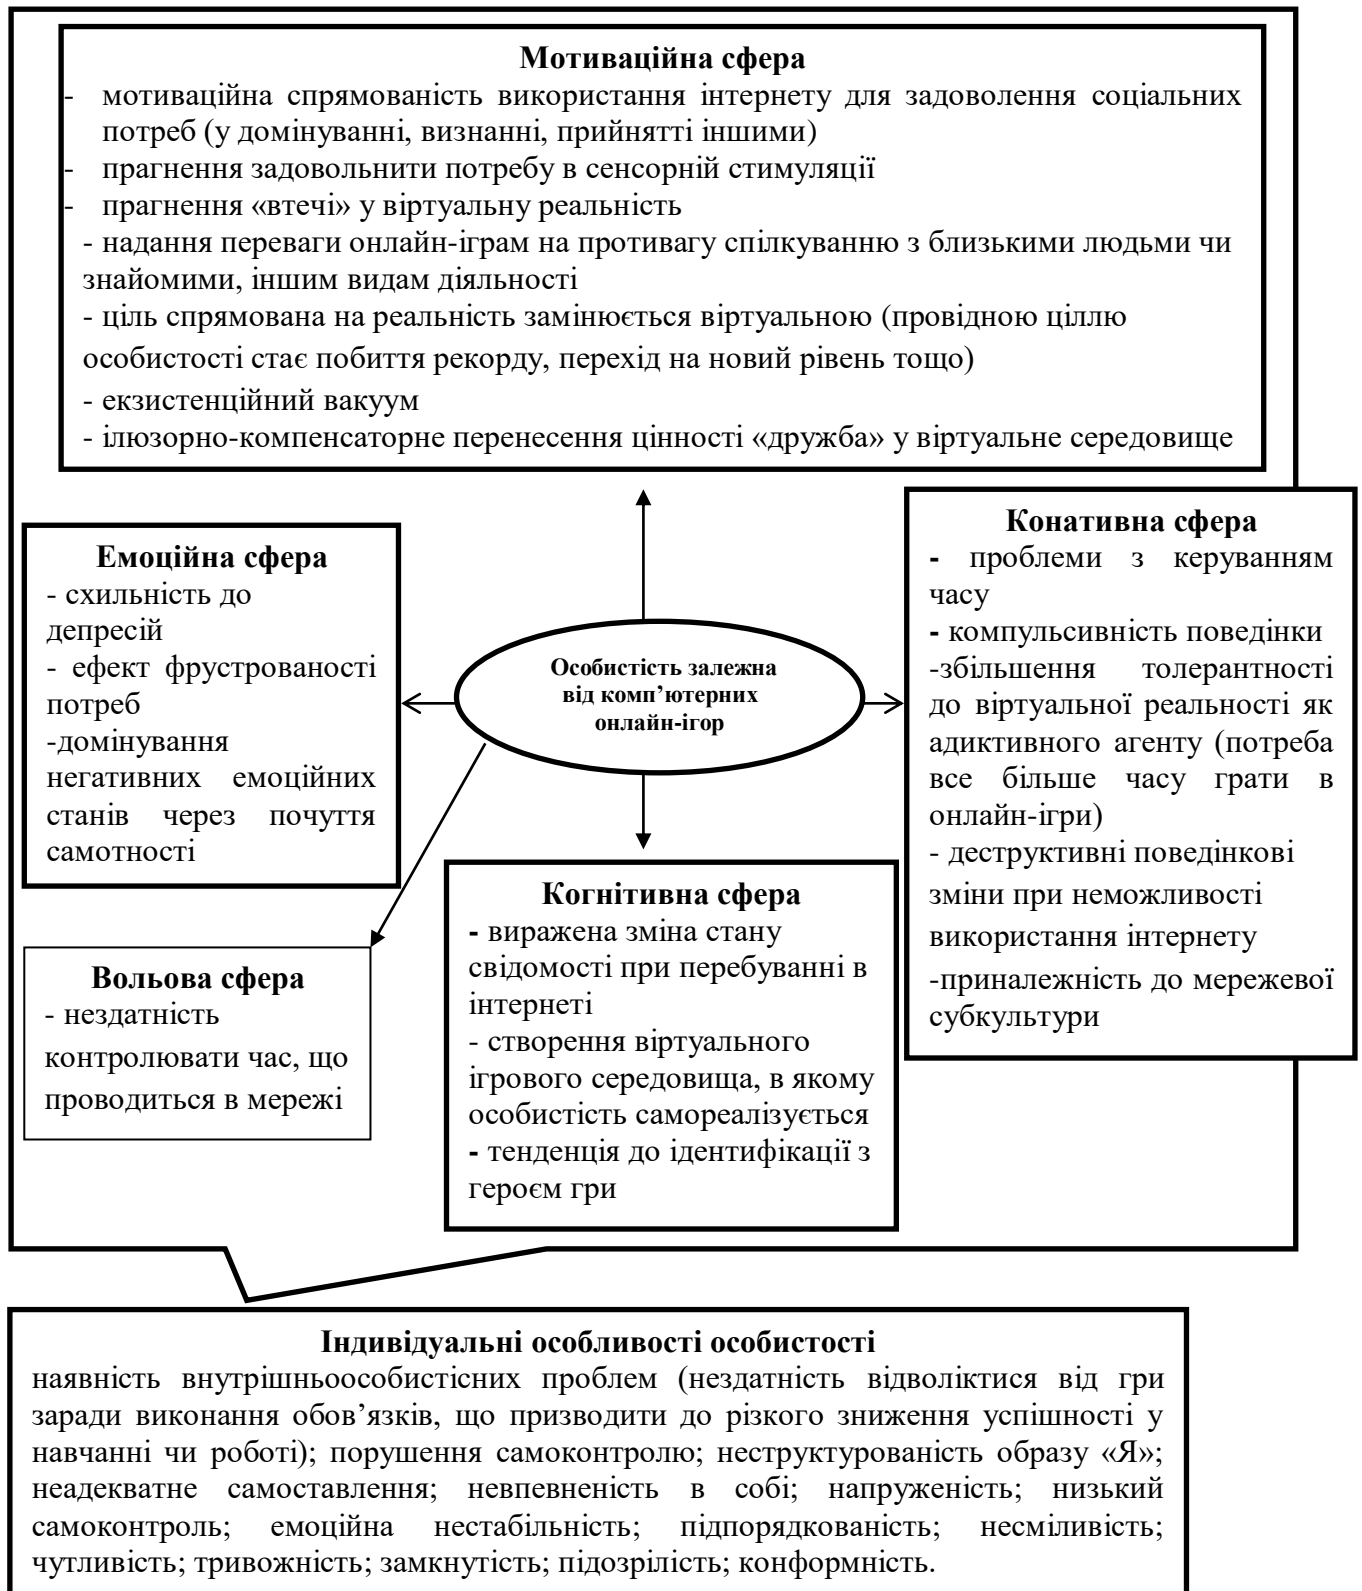 Мотиваційна сфера
- мотиваційна спрямованість використання інтернету для задоволення соціальних
потреб (у домінуванні, визнанні, прийнятті іншими)
- прагнення задовольнити потребу в сенсорній стимуляції
- прагнення «втечі» у віртуальну реальність
- надання переваги онлайн-іграм на противагу спілкуванню з близькими людьми чи
знайомими, іншим видам діяльності
- ціль спрямована на реальність замінюється віртуальною (провідною ціллю
особистості стає побиття рекорду, перехід на новий рівень тощо)
- екзистенційний вакуум
- ілюзорно-компенсаторне перенесення цінності «дружба» у віртуальне середовище
Емоційна сфера
- схильність до
депресій
- ефект фрустрованості
потреб
-домінування
негативних емоційних
станів через почуття
самотності
Особистість залежна
від комп’ютерних
онлайн-ігор
Конативна сфера
- проблеми з керуванням
часу
- компульсивність поведінки
-збільшення толерантності
до віртуальної реальності як
адиктивного агенту (потреба
все більше часу грати в
онлайн-ігри)
- деструктивні поведінкові
зміни при неможливості
використання інтернету
-приналежність до мережевої
субкультури
Вольова сфера
- нездатність
контролювати час, що
проводиться в мережі
Когнітивна сфера
- виражена зміна стану
свідомості при перебуванні в
інтернеті
- створення віртуального
ігрового середовища, в якому
особистість самореалізується
- тенденція до ідентифікації з
героєм гри
Індивідуальні особливості особистості
наявність внутрішньоособистісних проблем (нездатність відволіктися від гри
заради виконання обов’язків, що призводити до різкого зниження успішності у
навчанні чи роботі); порушення самоконтролю; неструктурованість образу «Я»;
неадекватне самоставлення; невпевненість в собі; напруженість; низький
самоконтроль; емоційна нестабільність; підпорядкованість; несміливість;
чутливість; тривожність; замкнутість; підозрілість; конформність.